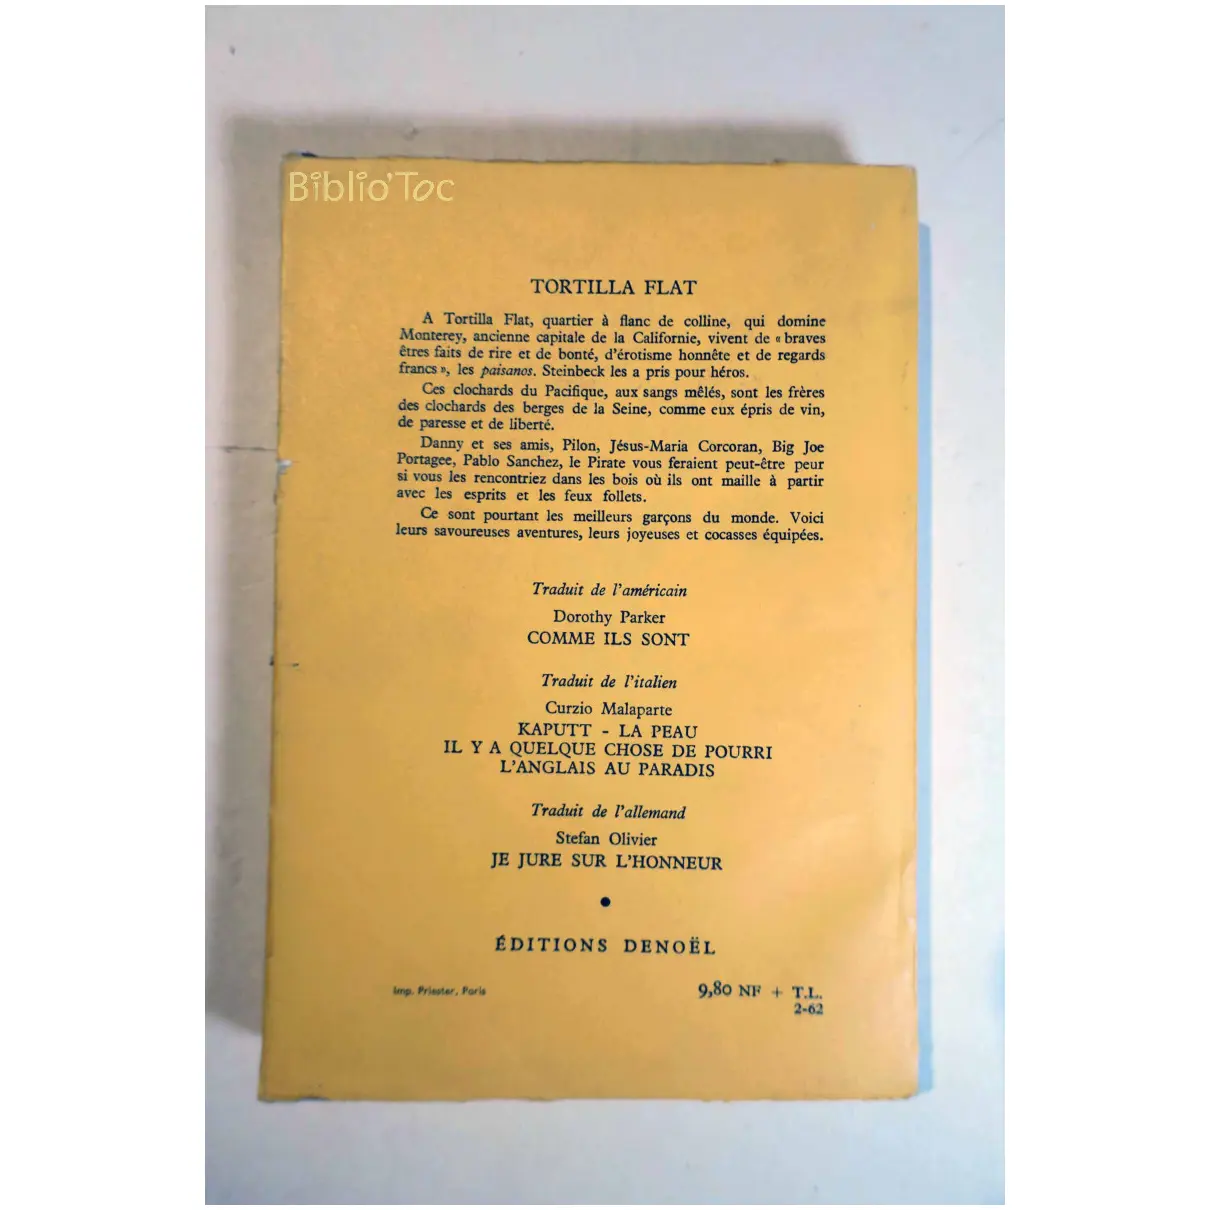 Biblio'Toc
TORTILLA FLAT
A Tortilla Flat, quartier à flanc de colline, qui domine
Monterey, ancienne capitale de la Californie, vivent de « braves
êtres faits de rire et de bonté, d'érotisme honnête et de regards
francs », les paisanos. Steinbeck les a pris pour héros.
Ces clochards du Pacifique, aux sangs mêlés, sont les frères
des clochards des berges de la Seine, comme eux épris de vin,
de paresse et de liberté.
Danny et ses amis, Pilon, Jésus-Maria Corcoran, Big Joe
Portagee, Pablo Sanchez, le Pirate vous feraient peut-être peur
si vous les rencontriez dans les bois où ils ont maille à partir
avec les esprits et les feux follets.
Ce sont pourtant les meilleurs garçons du monde. Voici
leurs savoureuses aventures, leurs joyeuses et cocasses équipées.
Traduit de l'américain
Dorothy Parker
COMME ILS SONT
Traduit de l'italien
Curzio Malaparte
KAPUTT - LA PEAU
IL Y A QUELQUE CHOSE DE POURRI
L'ANGLAIS AU PARADIS
Traduit de l'allemand
Stefan Olivier
JE JURE SUR L'HONNEUR
ÉDITIONS DENOËL
Imp. Priester, Paris
9,80 NF + T.L.
2-62